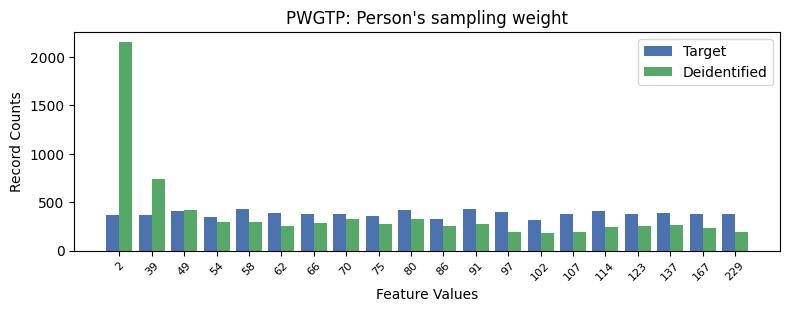 PWGTP: Person's sampling weight
Target
Deidentified
Record Counts
2000
1500
1000
500
0
2 39 49 54 58 62 66 70 75 80 86 91 97 102 107 114 123 137 167 229
Feature Values